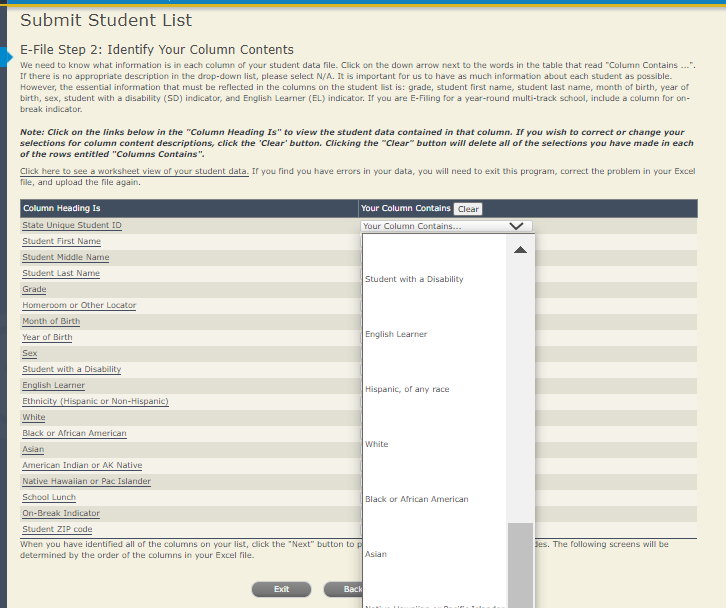 Submit Student List
E-File Step 2: Identify Your Column Contents
We need to know what information is in each column of your student data file. Click on the down arrow next to the words in the table that read "Column Contains ...".
If there is no appropriate description in the drop-down list, please select N/A. It is important for us to have as much information about each student as possible.
However, the essential information that must be reflected in the columns on the student list is: grade, student first name, student last name, month of birth, year of
birth, sex, student with a disability (SD) indicator, and English Learner (EL) indicator. If you are E-Filing for a year-round multi-track school, include a column for on-
break indicator.
Note: Click on the links below in the "Column Heading Is" to view the student data contained in that column. If you wish to correct or change your
selections for column content descriptions, click the 'Clear' button. Clicking the "Clear" button will delete all of the selections you have made in each
of the rows entitled "Columns Contains".
Click here to see a worksheet view of your student data. If you find you have errors in your data, you will need to exit this program, correct the problem in your Excel
file, and upload the file again.
Column Heading Is Your Column Contains Clear
State Unique Student ID Your Column Contains...
Student First Name
Student Middle Name
Student Last Name
Grade
Homeroom or Other Locator
Month of Birth
Year of Birth
Sex
Student with a Disability
English Learner
Ethnicity (Hispanic or Non-Hispanic)
White
Black or African American
Asian
American Indian or AK Native
Native Hawaiian or Pac Islander
School Lunch
On-Break Indicator
Student ZIP code
Student with a Disability
English Learner
Hispanic, of any race
White
Black or African American
Asian
When you have identified all of the columns on your list, click the "Next" button to p des. The following screens will be
determined by the order of the columns in your Excel file.
Exit Back